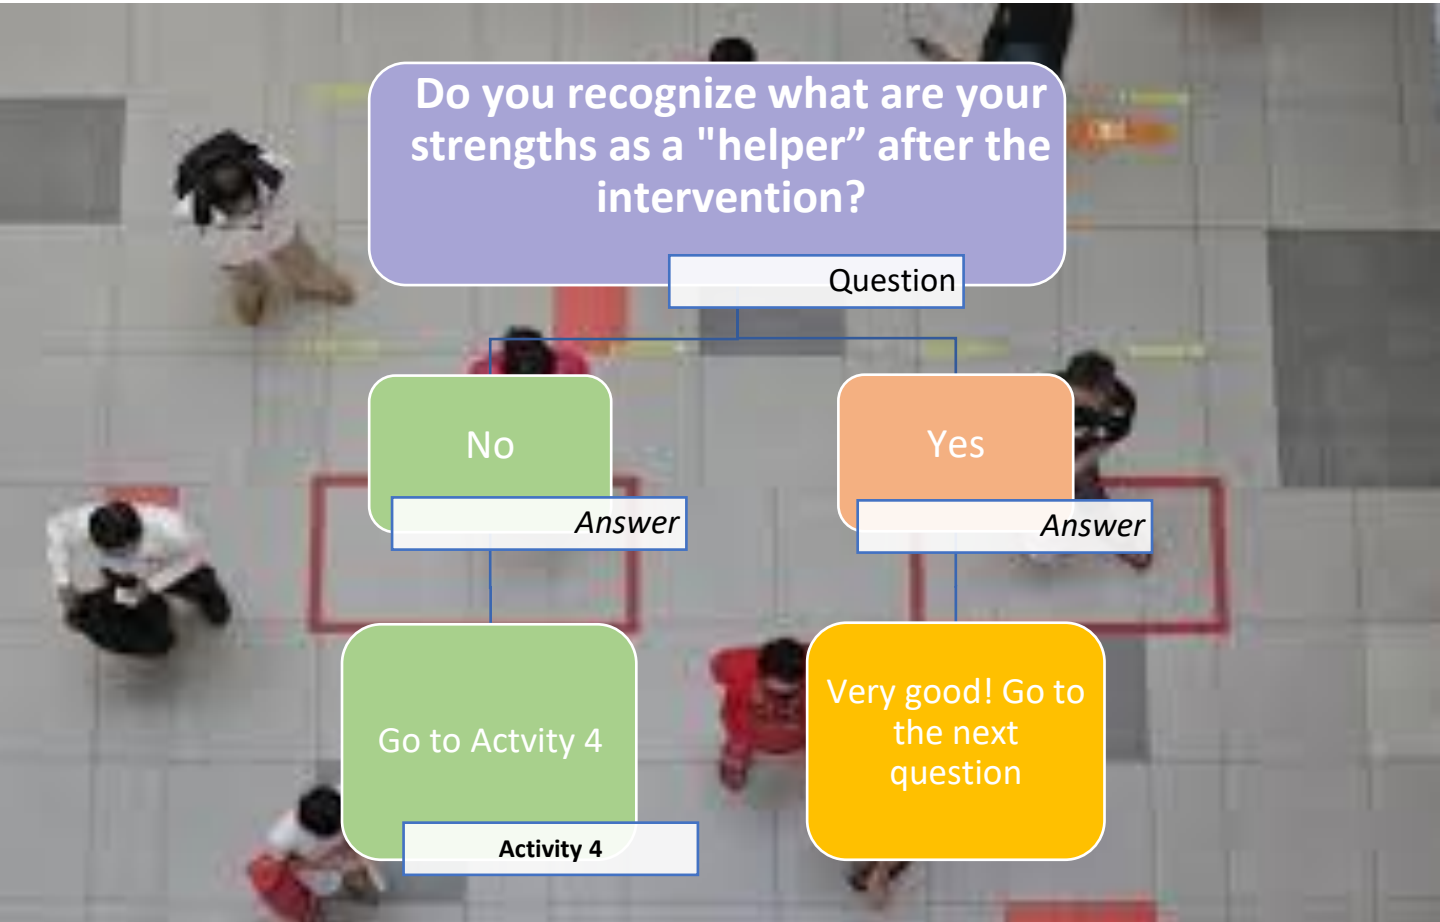 Do you recognize what are your
strengths as a "helper” after the
intervention?
Question
No
Answer
Yes
Answer
Go to Actvity 4
Activity 4
Very good! Go to
the next
question